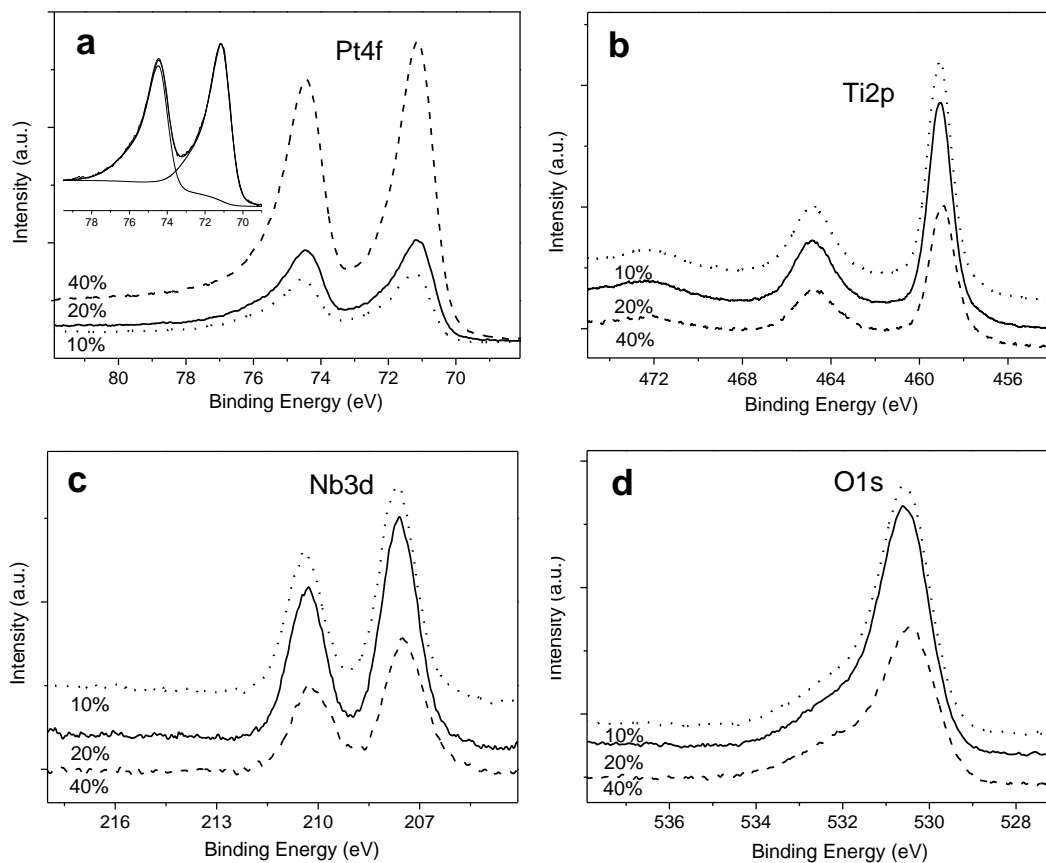 a
Pt4f
Intensity (a.u.)
78 76 74 72 70
40%
20%
10%
80 78 76 74 72 70
Binding Energy (eV)
b
Ti2p
Intensity (a.u.)
10%
20%
40%
472 468 464 460 456
Binding Energy (eV)
c
Nb3d
Intensity (a.u.)
10%
20%
40%
216 213 210 207
Binding Energy (eV)
d
O1s
Intensity (a.u.)
10%
20%
40%
536 534 532 530 528
Binding Energy (eV)